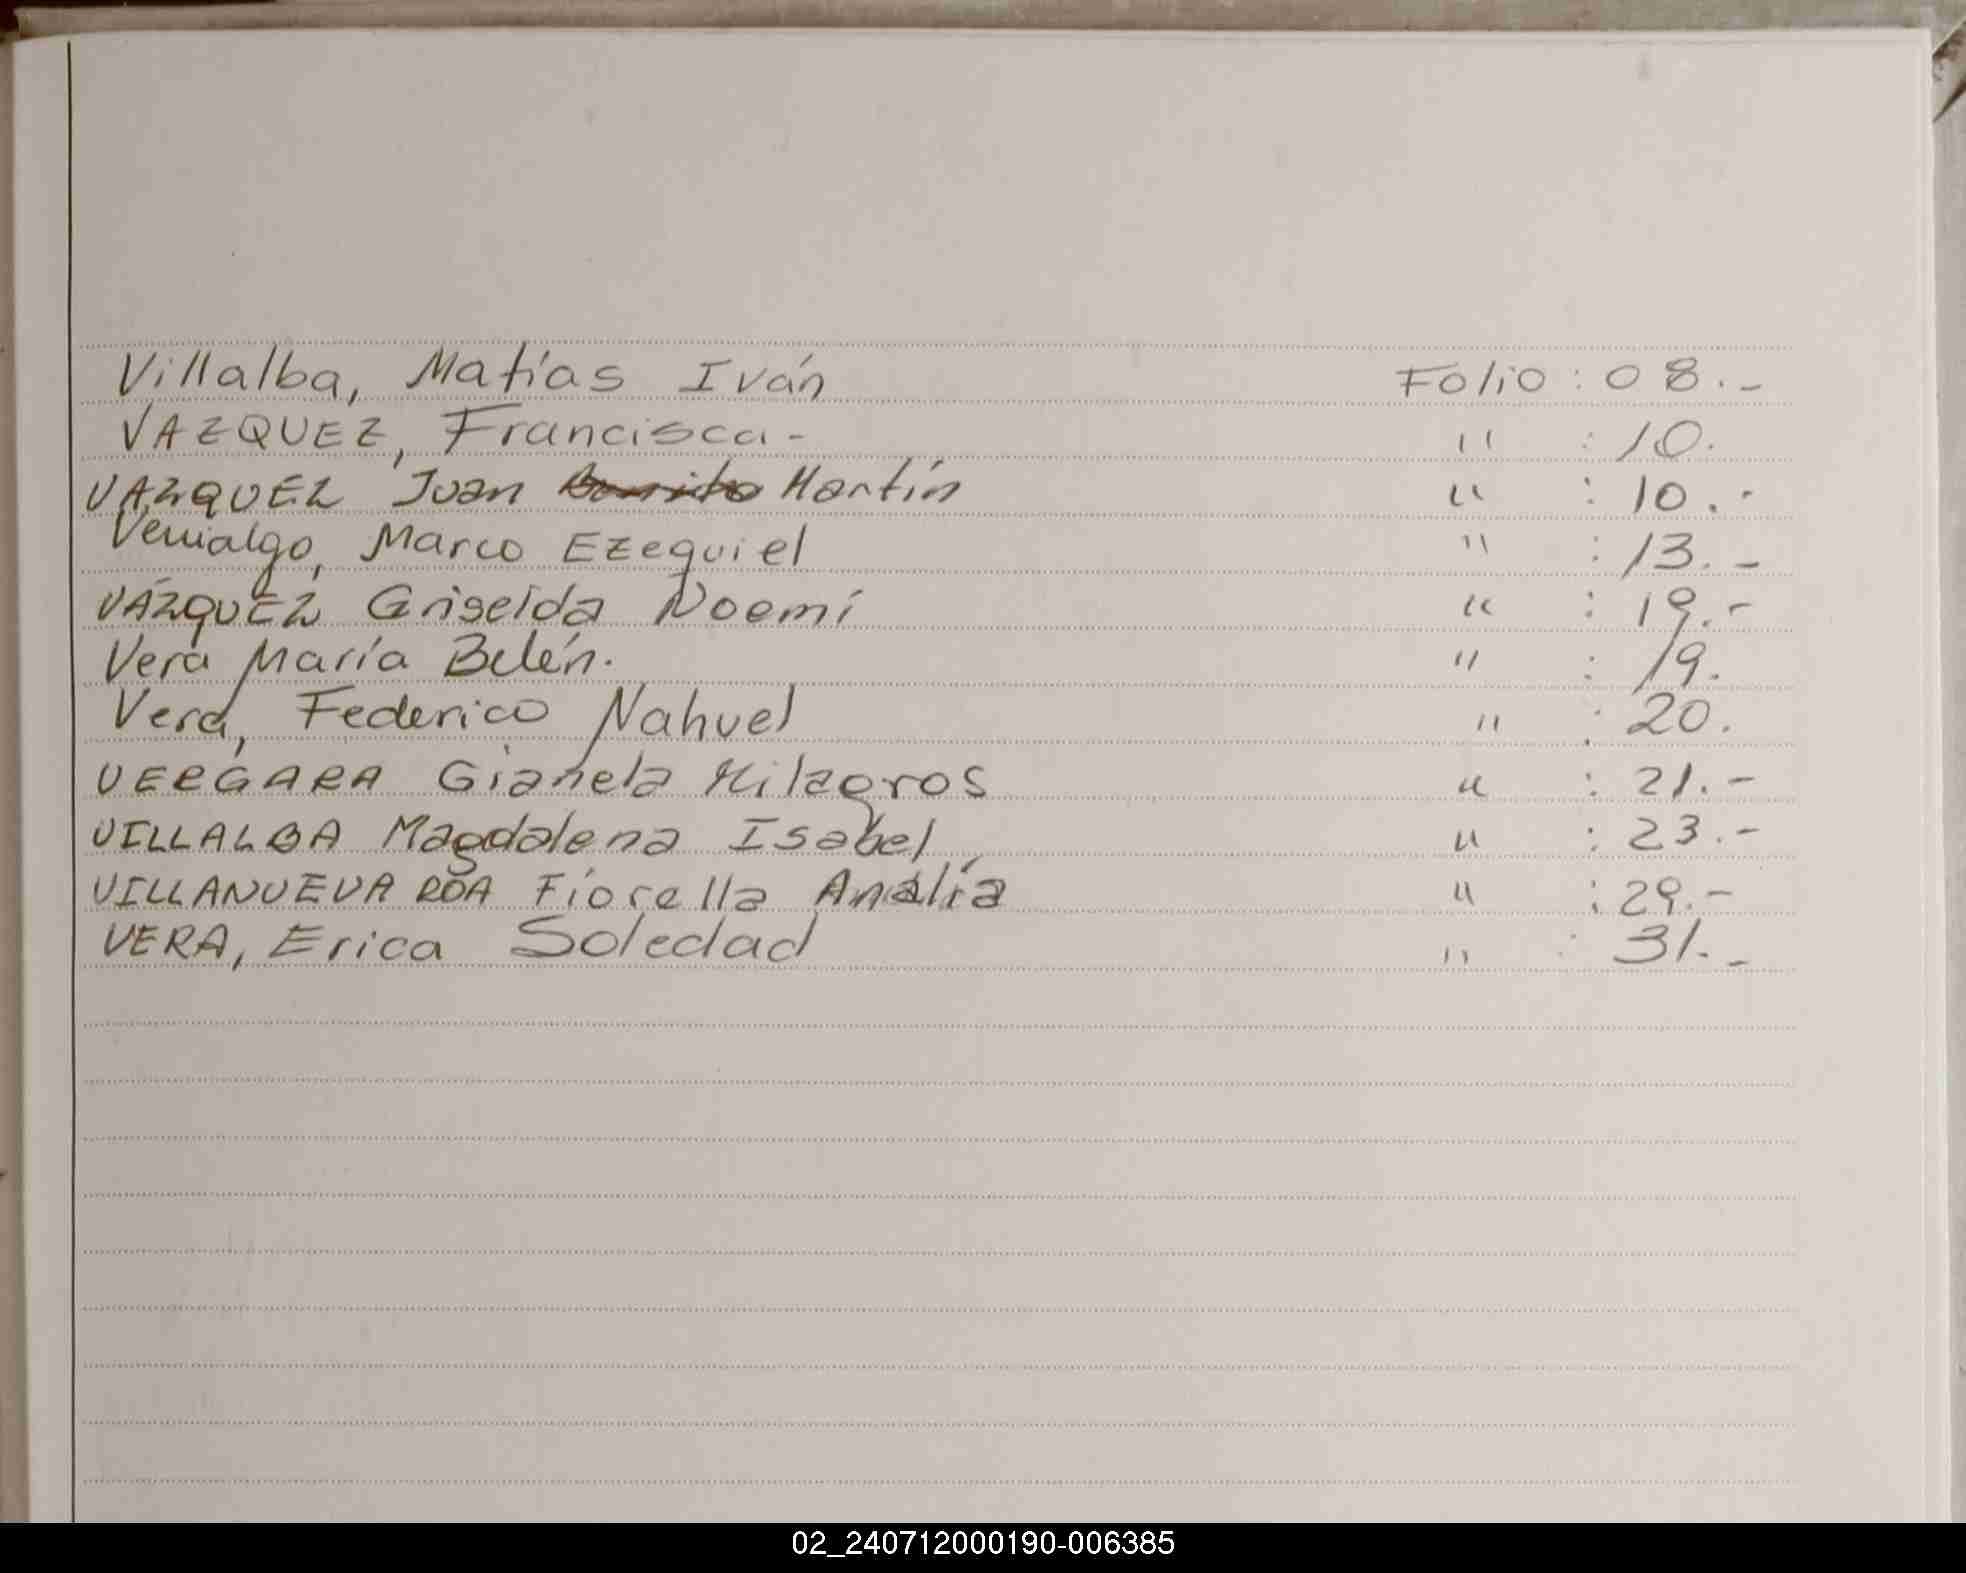 Villalba, Matías Iván Folio : 08.-
VAZQUEZ, Francisca- " : 10.
VAZQUEZ Juan Martín " : 10.-
Venialgo, Marco Ezequiel " : 13.-
VÁZQUEZ Griselda Noemí " : 19.-
Vera María Belén. " : 19.
Vera, Federico Nahuel " : 20.
VERGARA Gianela Milagros " : 21.-
VILLALBA Magdalena Isabel " : 23.-
VILLANUEVA ROA Fiorella Analía " : 29.-
VERA, Erica Soledad " : 31.-
02_240712000190-006385